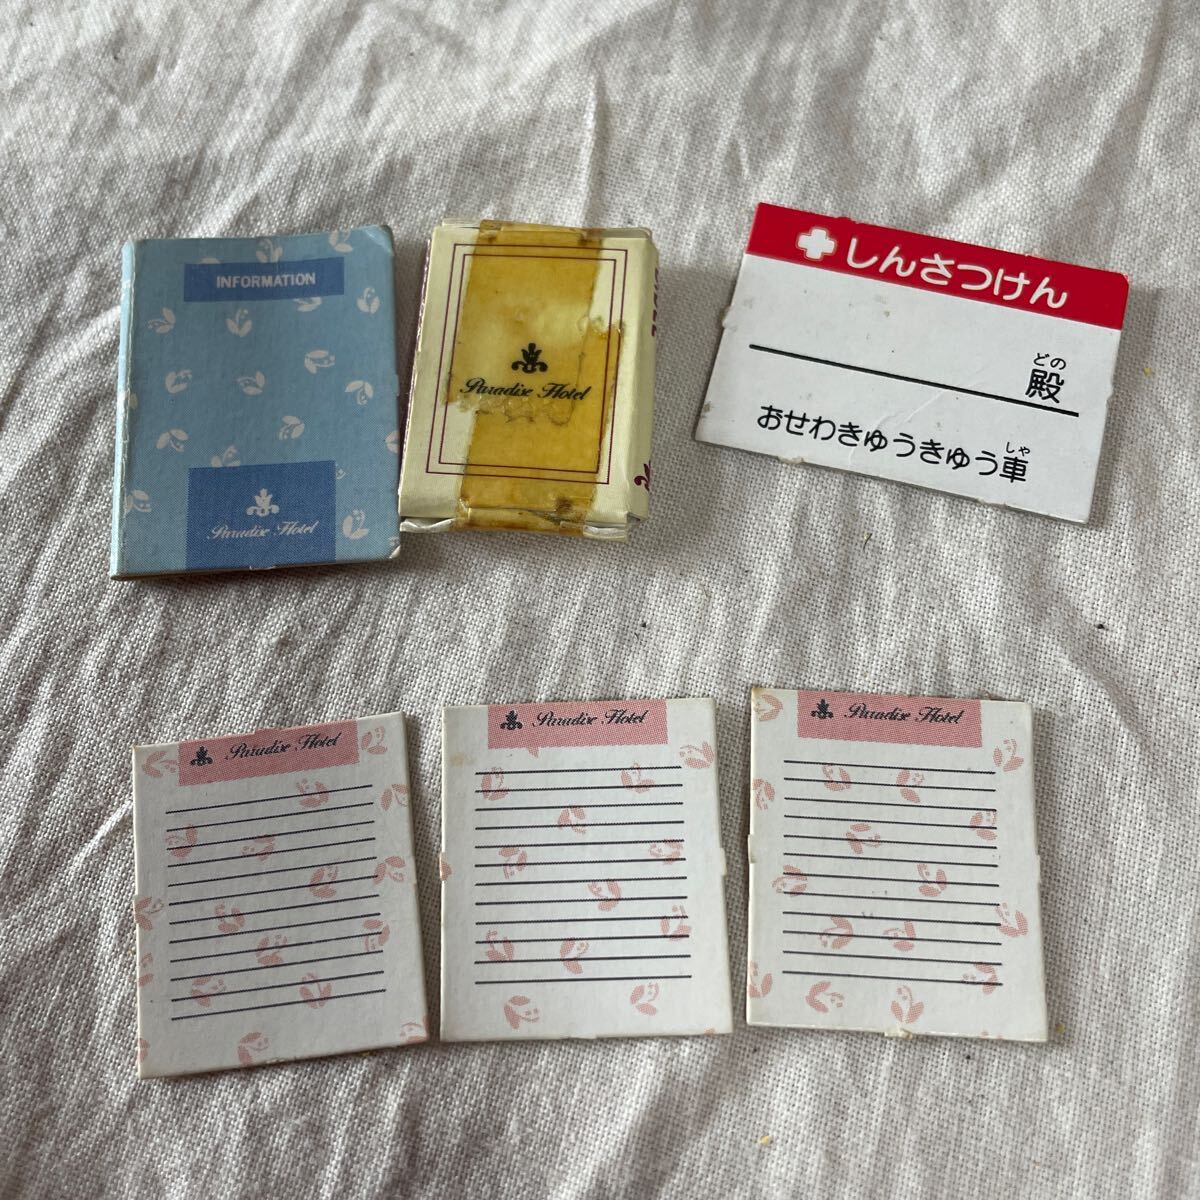 INFORMATION
Paradise Hotel
Paradise Hotel
しんさつけん
どの
殿
しゃ
おせわきゅうきゅう車
Paradise Hotel
Paradise Hotel
Paradise Hotel